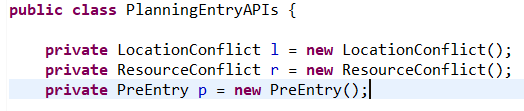 public class PlanningEntryAPIs {
private LocationConflict l = new LocationConflict();
private ResourceConflict r = new ResourceConflict();
private PreEntry p = new PreEntry();